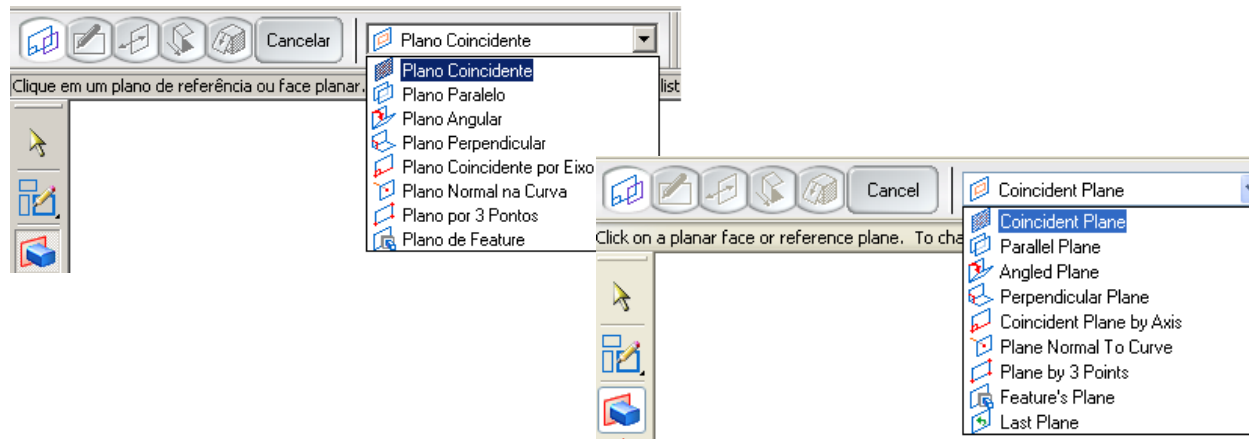 Cancelar
Plano Coincidente
Clique em um plano de referência ou face planar.
list
Plano Coincidente
Plano Paralelo
Plano Angular
Plano Perpendicular
Plano Coincidente por Eixo
Plano Normal na Curva
Plano por 3 Pontos
Plano de Feature
Cancel
Coincident Plane
Click on a planar face or reference plane. To cha
Coincident Plane
Parallel Plane
Angled Plane
Perpendicular Plane
Coincident Plane by Axis
Plane Normal To Curve
Plane by 3 Points
Feature's Plane
Last Plane